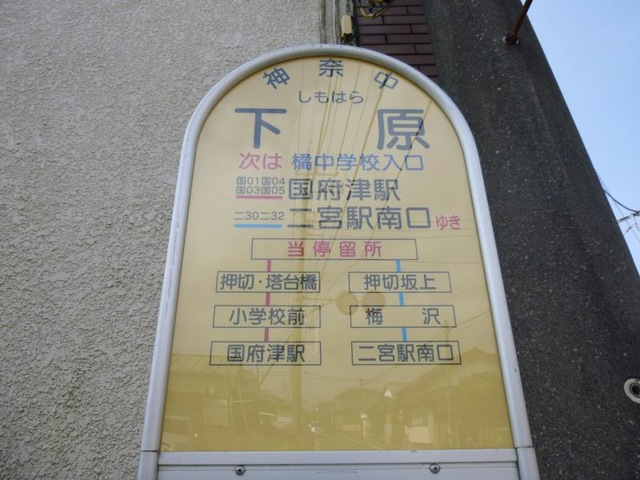 神奈中
しもはら
下原
次は 橘中学校入口
国01国04
国03国05
国府津駅
二30二32 二宮駅南口 ゆき
当停留所
押切・塔台橋 押切坂上
小学校前 梅沢
国府津駅 二宮駅南口